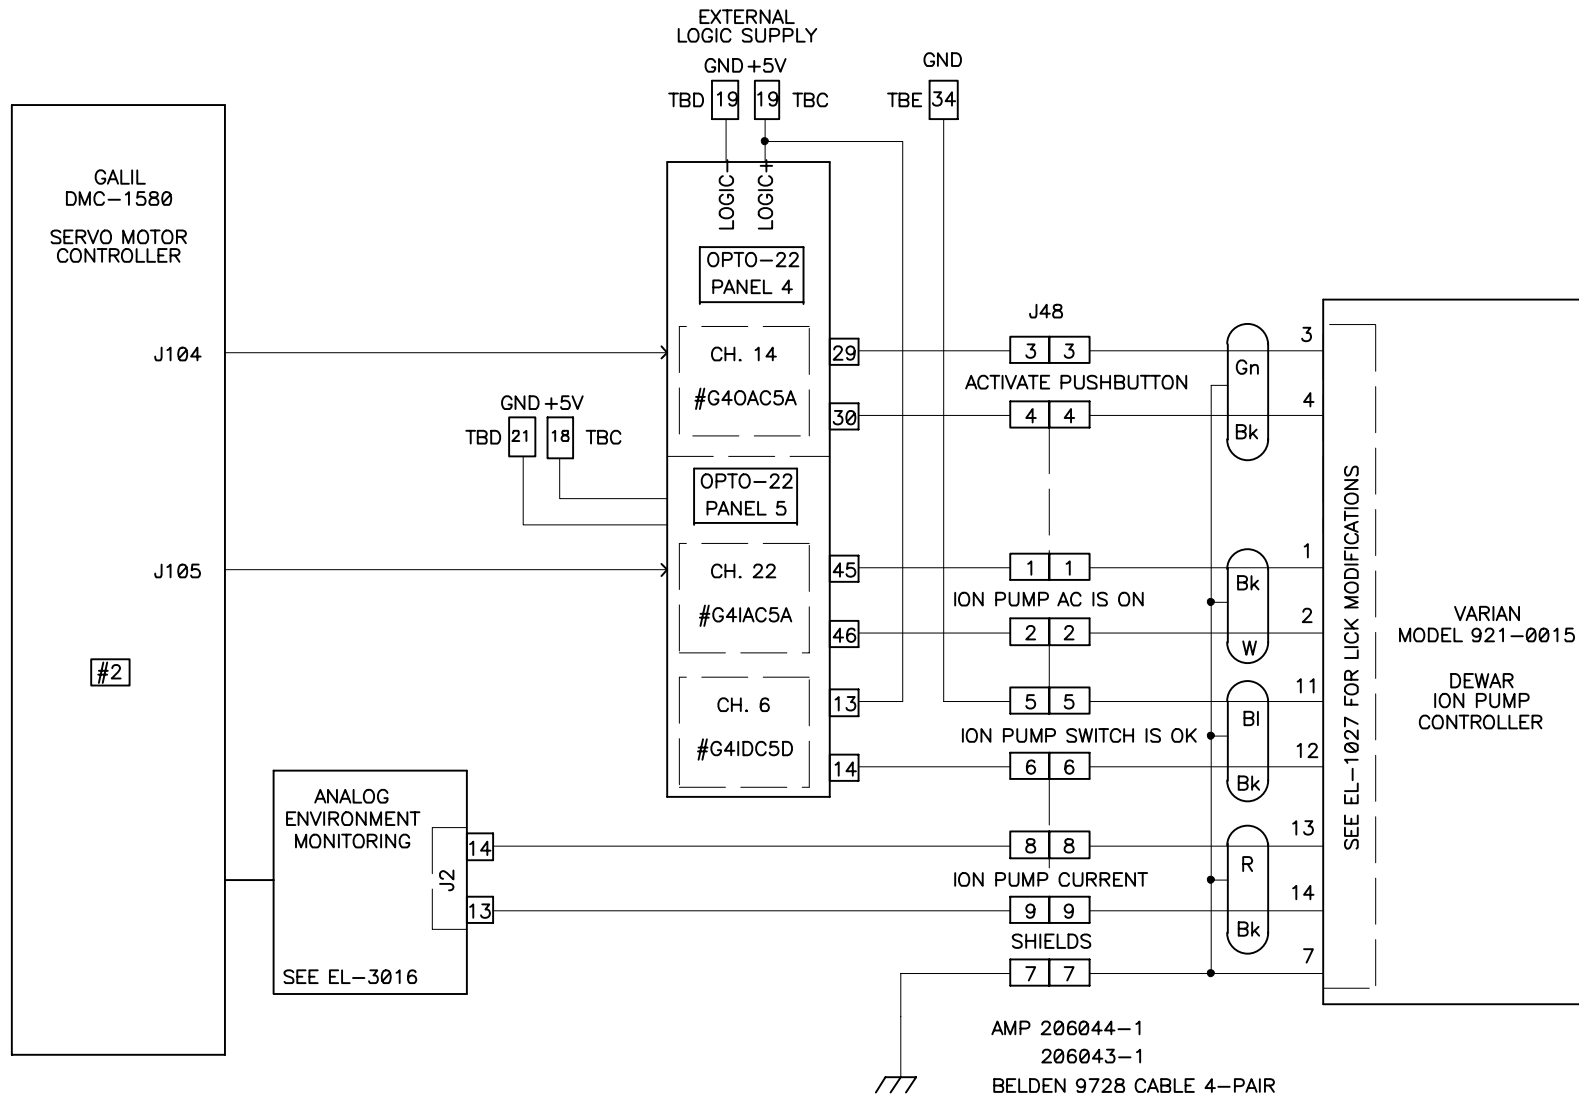 EXTERNAL
LOGIC SUPPLY
GND +5V
TBD 19 19 TBC
GND
TBE 34
GALIL
DMC-1580
SERVO MOTOR
CONTROLLER
J104
J105
#2
LOGIC-
LOGIC+
OPTO-22
PANEL 4
CH. 14
#G4OAC5A
29
30
GND +5V
TBD 21 18 TBC
OPTO-22
PANEL 5
CH. 22
#G4IAC5A
45
46
CH. 6
#G4IDC5D
13
14
ANALOG
ENVIRONMENT
MONITORING
J2
14
13
SEE EL-3016
J48
3 3
ACTIVATE PUSHBUTTON
4 4
1 1
ION PUMP AC IS ON
2 2
5 5
ION PUMP SWITCH IS OK
6 6
8 8
ION PUMP CURRENT
9 9
SHIELDS
7 7
Gn
Bk
Bk
W
Bl
Bk
R
Bk
3
4
1
2
11
12
13
14
7
SEE EL-1027 FOR LICK MODIFICATIONS
VARIAN
MODEL 921-0015
DEWAR
ION PUMP
CONTROLLER
AMP 206044-1
206043-1
BELDEN 9728 CABLE 4-PAIR